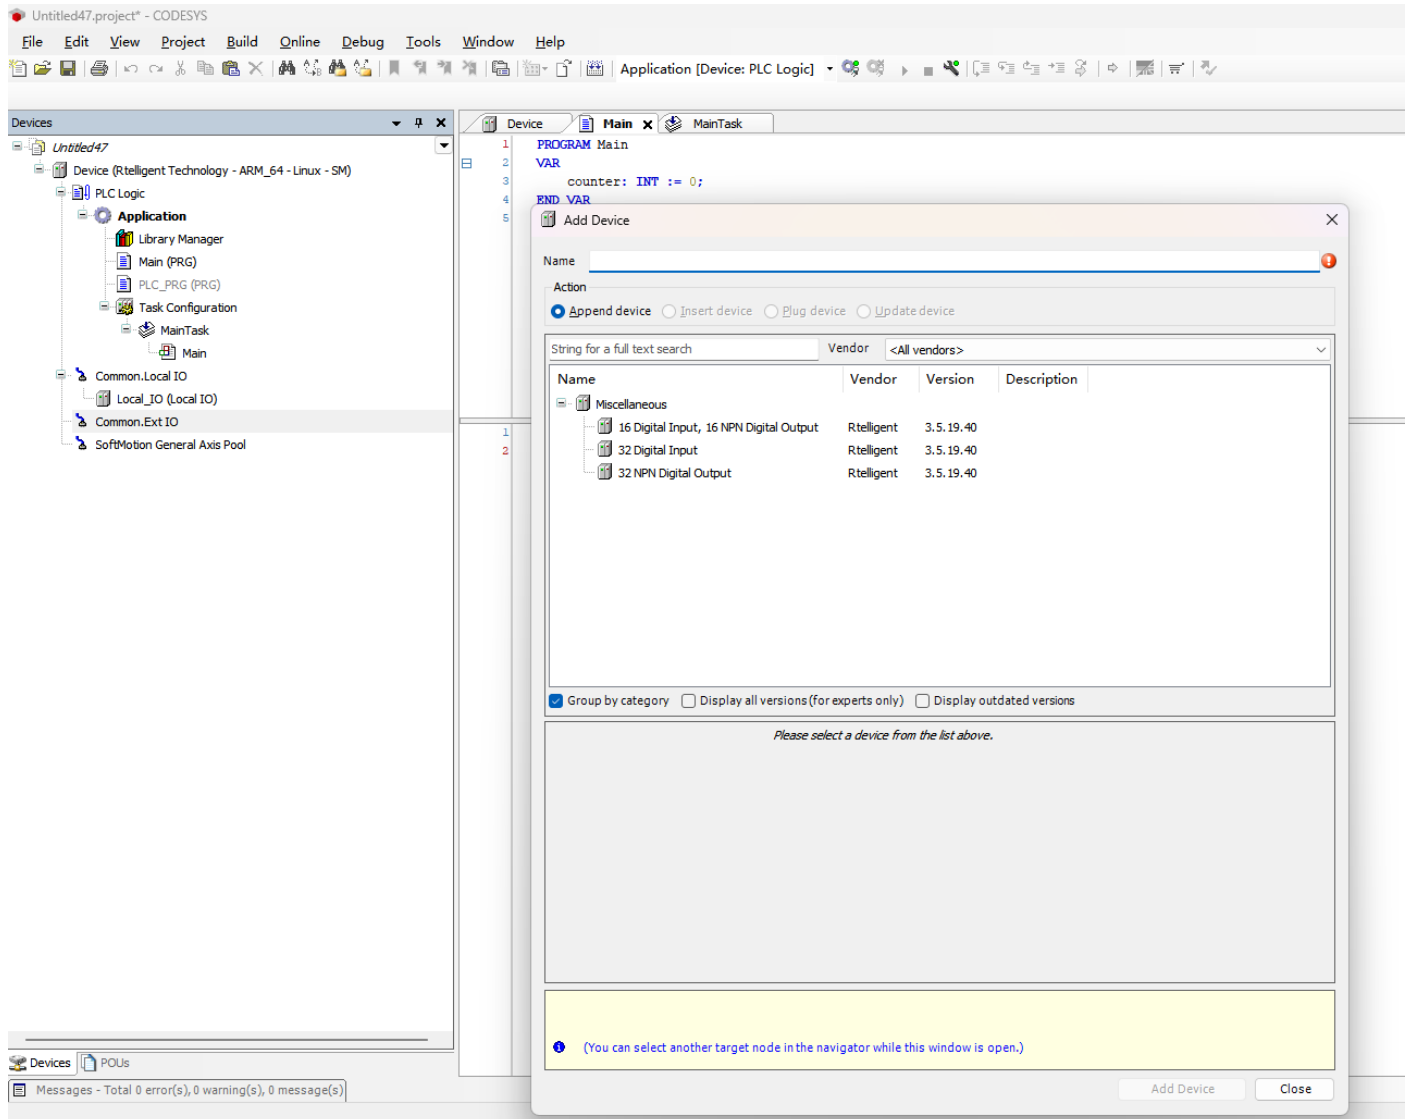 Untitled47.project* - CODESYS
File Edit View Project Build Online Debug Tools Window Help
Application [Device: PLC Logic]
Devices
Untitled47
Device (Rtelligent Technology - ARM_64 - Linux - SM)
PLC Logic
Application
Library Manager
Main (PRG)
PLC_PRG (PRG)
Task Configuration
MainTask
Main
Common.Local IO
Local_IO (Local IO)
Common.Ext IO
SoftMotion General Axis Pool
Devices POUs
Messages - Total 0 error(s), 0 warning(s), 0 message(s)
Device Main MainTask
1 PROGRAM Main
2 VAR
3 counter: INT := 0;
4 END_VAR
5
1
2
Add Device
Name
Action
Append device Insert device Plug device Update device
String for a full text search Vendor <All vendors>
Name Vendor Version Description
Miscellaneous
16 Digital Input, 16 NPN Digital Output Rtelligent 3.5.19.40
32 Digital Input Rtelligent 3.5.19.40
32 NPN Digital Output Rtelligent 3.5.19.40
Group by category Display all versions (for experts only) Display outdated versions
Please select a device from the list above.
(You can select another target node in the navigator while this window is open.)
Add Device Close